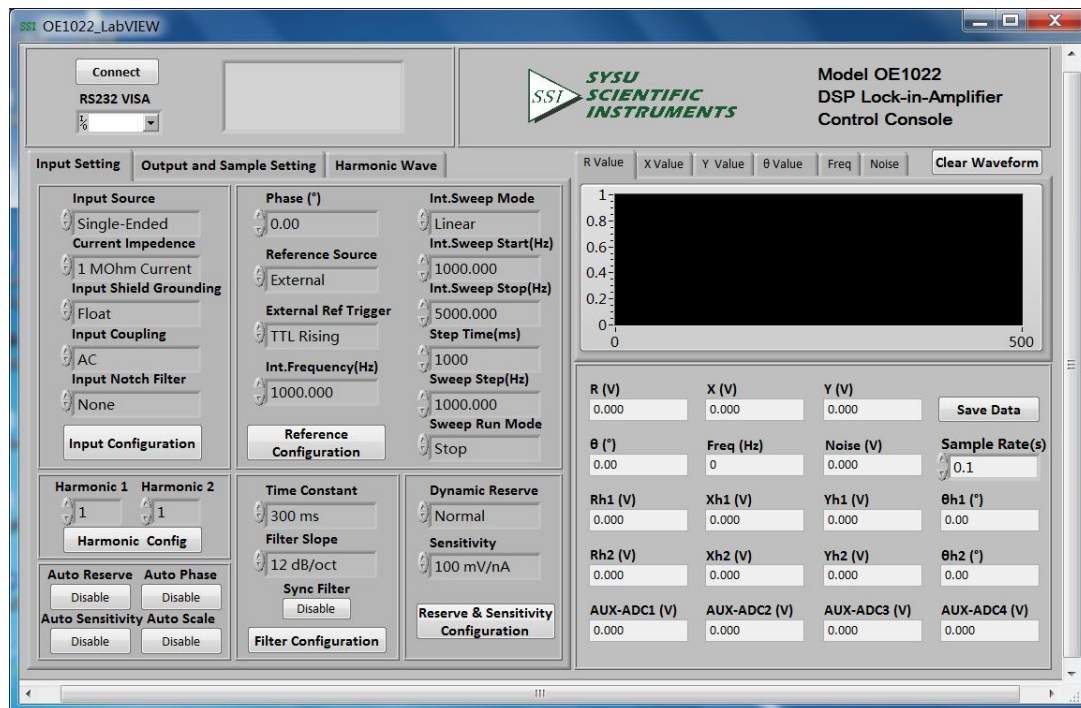 SSI OE1022_LabVIEW
Connect
RS232 VISA
I/O
SSI
SYSU
SCIENTIFIC
INSTRUMENTS
Model OE1022
DSP Lock-in-Amplifier
Control Console
Input Setting
Output and Sample Setting
Harmonic Wave
Input Source
Single-Ended
Current Impedence
1 MOhm Current
Input Shield Grounding
Float
Input Coupling
AC
Input Notch Filter
None
Input Configuration
Phase (°)
0.00
Reference Source
External
External Ref Trigger
TTL Rising
Int.Frequency(Hz)
1000.000
Reference
Configuration
Int.Sweep Mode
Linear
Int.Sweep Start(Hz)
1000.000
Int.Sweep Stop(Hz)
5000.000
Step Time(ms)
1000
Sweep Step(Hz)
1000.000
Sweep Run Mode
Stop
Harmonic 1 Harmonic 2
1 1
Harmonic Config
Auto Reserve Auto Phase
Disable Disable
Auto Sensitivity Auto Scale
Disable Disable
Time Constant
300 ms
Filter Slope
12 dB/oct
Sync Filter
Disable
Filter Configuration
Dynamic Reserve
Normal
Sensitivity
100 mV/nA
Reserve & Sensitivity
Configuration
R Value X Value Y Value θ Value Freq Noise Clear Waveform
1
0.8
0.6
0.4
0.2
0
0 500
R (V) X (V) Y (V)
0.000 0.000 0.000 Save Data
θ (°) Freq (Hz) Noise (V) Sample Rate(s)
0.00 0 0.000 0.1
Rh1 (V) Xh1 (V) Yh1 (V) θh1 (°)
0.000 0.000 0.000 0.00
Rh2 (V) Xh2 (V) Yh2 (V) θh2 (°)
0.000 0.000 0.000 0.00
AUX-ADC1 (V) AUX-ADC2 (V) AUX-ADC3 (V) AUX-ADC4 (V)
0.000 0.000 0.000 0.000